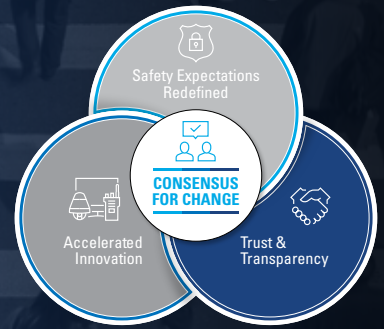 Safety Expectations
Redefined
CONSENSUS
FOR CHANGE
Accelerated
Innovation
Trust &
Transparency